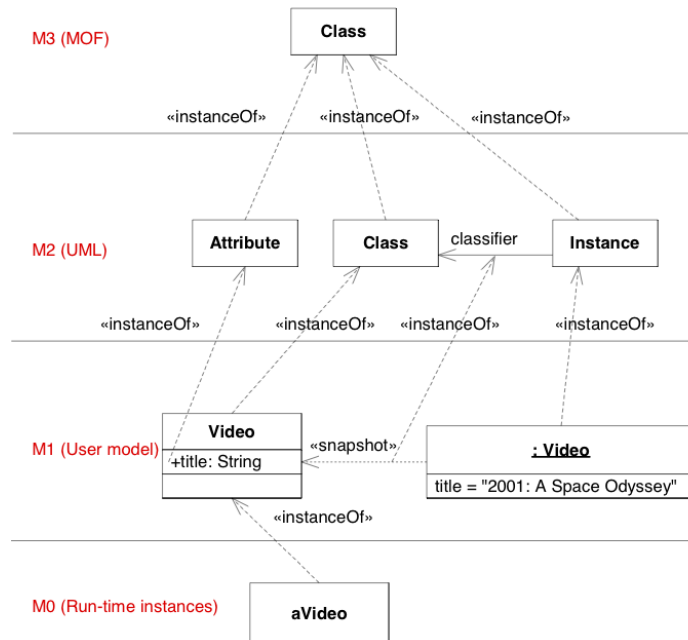 M3 (MOF)
Class
«instanceOf» «instanceOf» «instanceOf»
M2 (UML)
Attribute
Class
classifier
Instance
«instanceOf» «instanceOf» «instanceOf» «instanceOf»
M1 (User model)
Video
+title: String
«snapshot»
: Video
title = "2001: A Space Odyssey"
«instanceOf»
M0 (Run-time instances)
aVideo